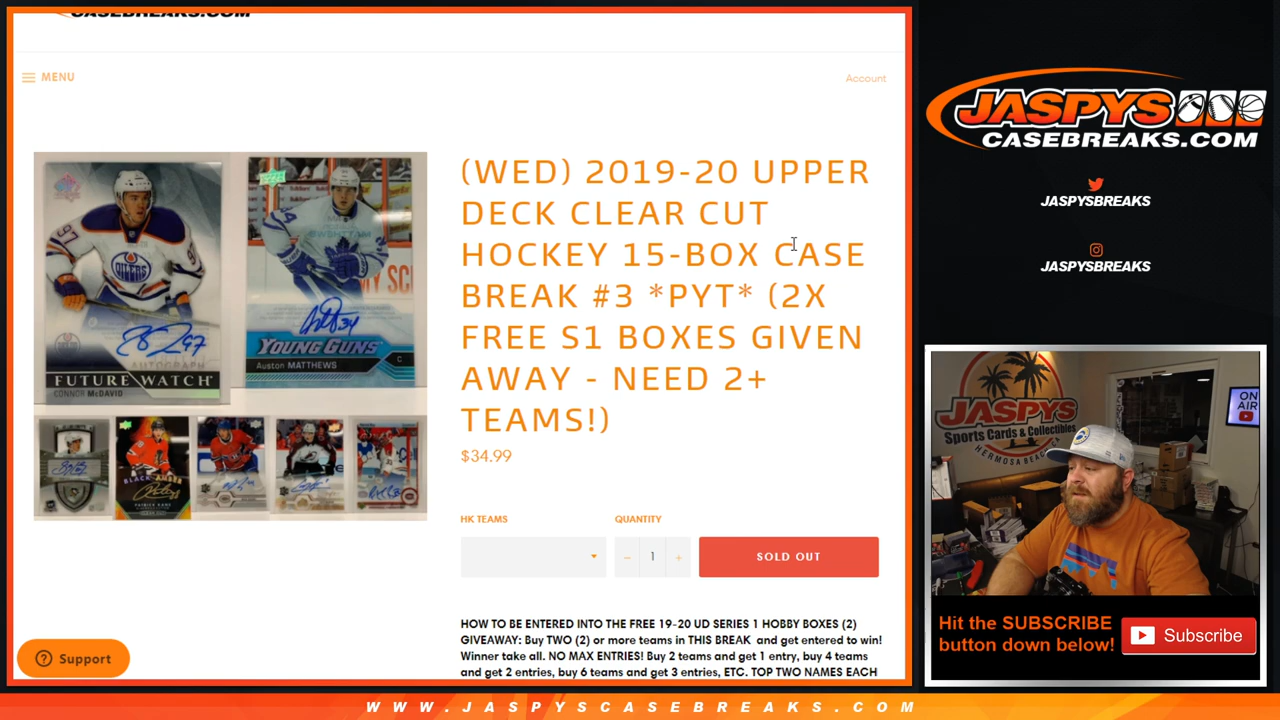 CASEBREAKS.COM
MENU
Account
97
OILERS
AUTOGRAPH
FUTURE WATCH
CONNOR McDAVID
34
YOUNG GUNS
AUSTON MATTHEWS
C
(WED) 2019-20 UPPER
DECK CLEAR CUT
HOCKEY 15-BOX CASE
BREAK #3 *PYT* (2X
FREE S1 BOXES GIVEN
AWAY - NEED 2+
TEAMS!)
$34.99
HK TEAMS
QUANTITY
− 1 +
SOLD OUT
HOW TO BE ENTERED INTO THE FREE 19-20 UD SERIES 1 HOBBY BOXES (2)
GIVEAWAY: Buy TWO (2) or more teams in THIS BREAK and get entered to win!
Winner take all. NO MAX ENTRIES! Buy 2 teams and get 1 entry, buy 4 teams
and get 2 entries, buy 6 teams and get 3 entries, ETC. TOP TWO NAMES EACH
Support
JASPYS
CASEBREAKS.COM
JASPYSBREAKS
JASPYSBREAKS
JASPYS
Sports Cards & Collectibles
HERMOSA BEACH, CA
ON
AIR
Hit the SUBSCRIBE
button down below!
Subscribe
WWW.JASPYSCASEBREAKS.COM